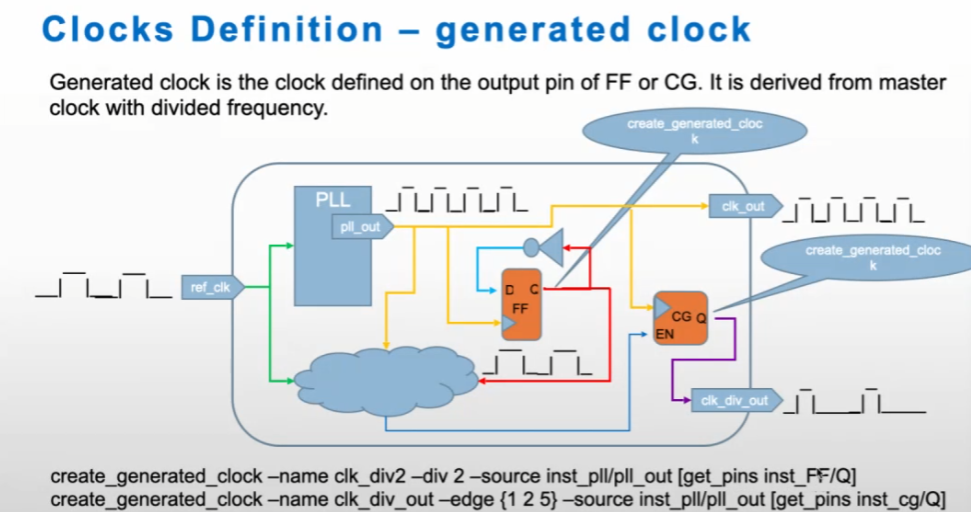 Clocks Definition – generated clock
Generated clock is the clock defined on the output pin of FF or CG. It is derived from master
clock with divided frequency.
create_generated_cloc
k
PLL
pll_out
clk_out
create_generated_cloc
k
ref_clk
D Q
FF
CG Q
EN
clk_div_out
create_generated_clock –name clk_div2 –div 2 –source inst_pll/pll_out [get_pins inst_FF/Q]
create_generated_clock –name clk_div_out –edge {1 2 5} –source inst_pll/pll_out [get_pins inst_cg/Q]